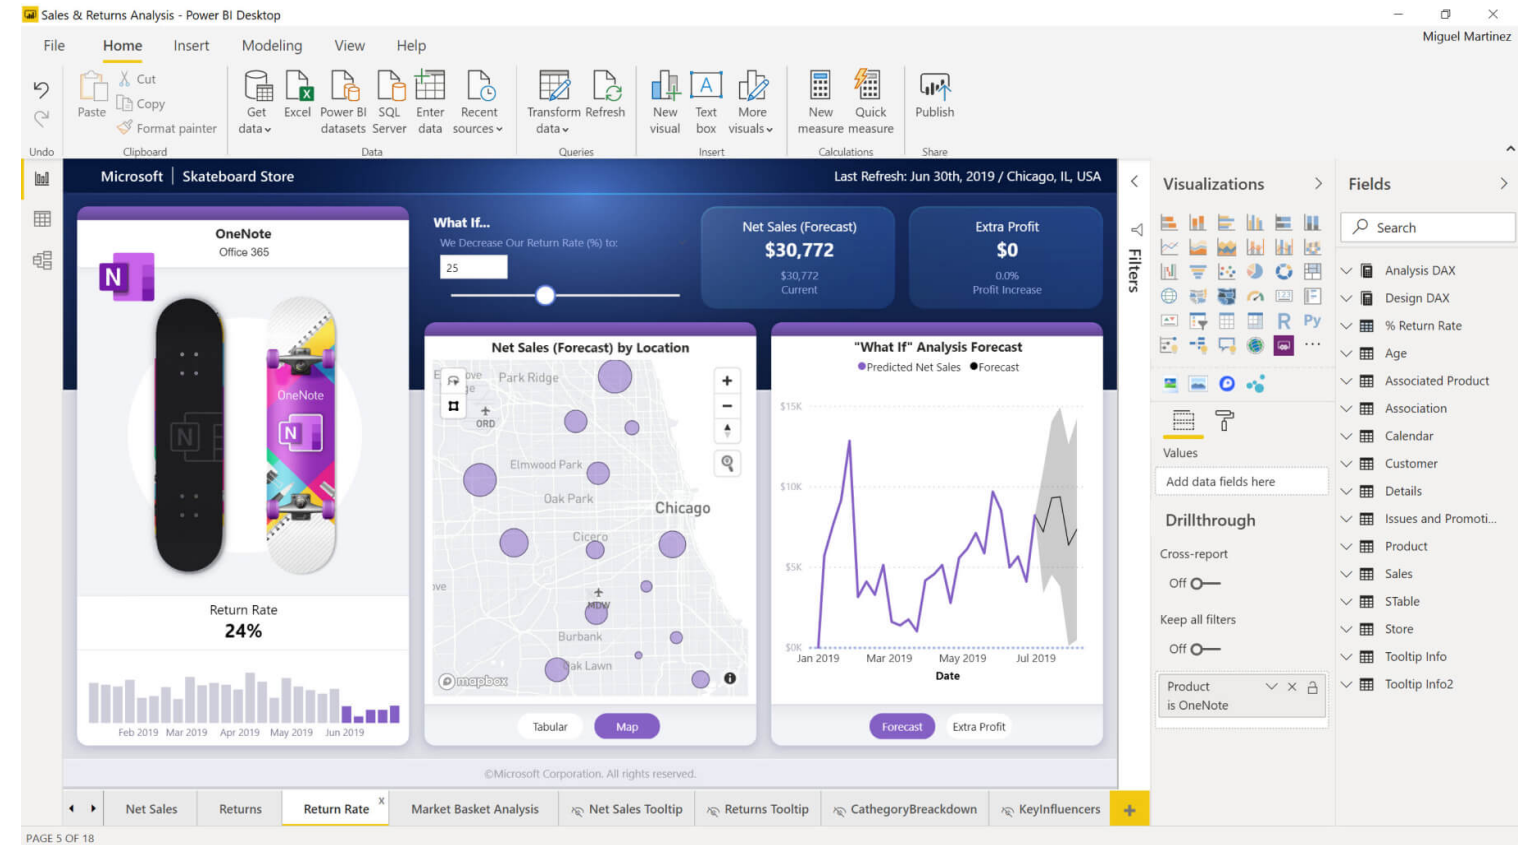 Sales & Returns Analysis - Power BI Desktop
Miguel Martinez
File Home Insert Modeling View Help
Paste
Cut
Copy
Format painter
Get data
Excel
Power BI datasets
SQL Server
Enter data
Recent sources
Transform data
Refresh
New visual
Text box
More visuals
New measure
Quick measure
Publish
Undo Clipboard Data Queries Insert Calculations Share
Microsoft | Skateboard Store
Last Refresh: Jun 30th, 2019 / Chicago, IL, USA
OneNote
Office 365
N
OneNote
N
N
Return Rate
24%
Feb 2019 Mar 2019 Apr 2019 May 2019 Jun 2019
What If...
We Decrease Our Return Rate (%) to:
25
Net Sales (Forecast)
$30,772
$30,772
Current
Extra Profit
$0
0.0%
Profit Increase
Net Sales (Forecast) by Location
Park Ridge
ORD
Elmwood Park
Oak Park
Chicago
Cicero
MDW
Burbank
Oak Lawn
mapbox
Tabular Map
"What If" Analysis Forecast
Predicted Net Sales Forecast
$15K
$10K
$5K
$0K
Jan 2019 Mar 2019 May 2019 Jul 2019
Date
Forecast Extra Profit
©Microsoft Corporation. All rights reserved.
Filters
Visualizations
R Py
Values
Add data fields here
Drillthrough
Cross-report
Off
Keep all filters
Off
Product
is OneNote
Fields
Search
Analysis DAX
Design DAX
% Return Rate
Age
Associated Product
Association
Calendar
Customer
Details
Issues and Promoti...
Product
Sales
STable
Store
Tooltip Info
Tooltip Info2
Net Sales Returns Return Rate x Market Basket Analysis Net Sales Tooltip Returns Tooltip CathegoryBreackdown KeyInfluencers +
PAGE 5 OF 18